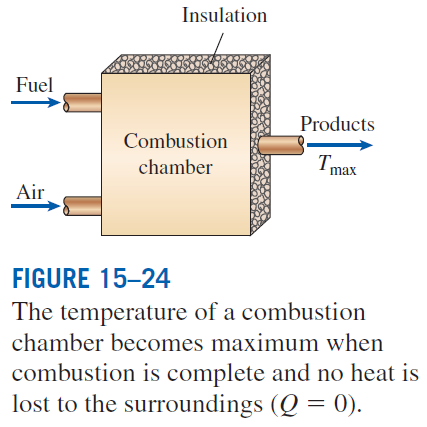 Insulation
Fuel
Products
Combustion
chamber
Tmax
Air
FIGURE 15–24
The temperature of a combustion
chamber becomes maximum when
combustion is complete and no heat is
lost to the surroundings (Q = 0).